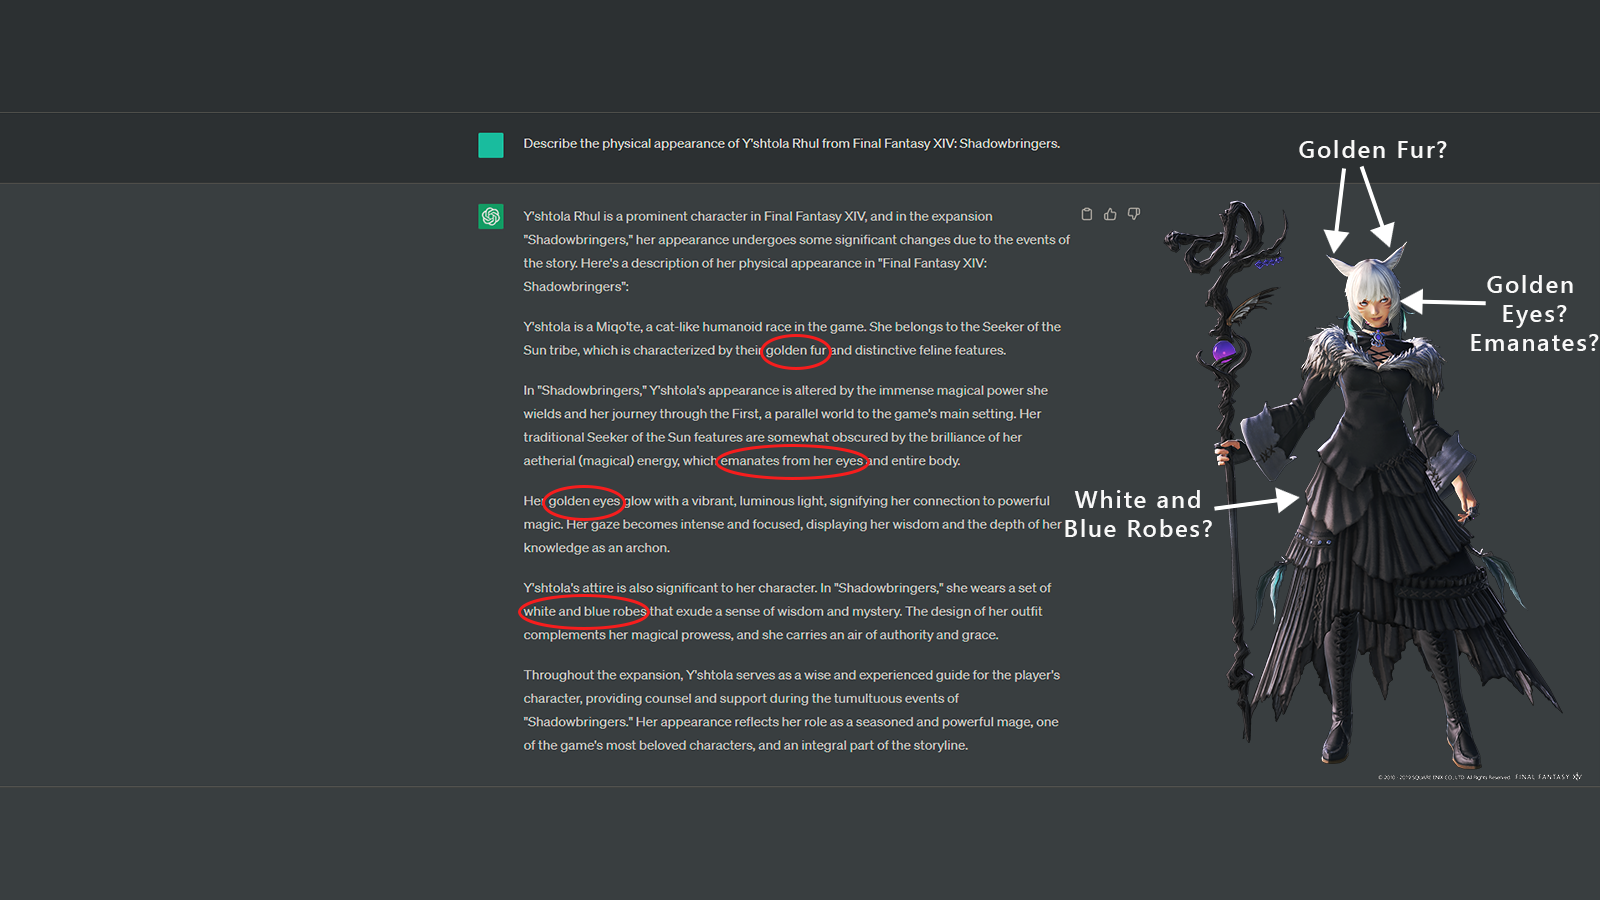 Describe the physical appearance of Y'shtola Rhul from Final Fantasy XIV: Shadowbringers.
Y'shtola Rhul is a prominent character in Final Fantasy XIV, and in the expansion
"Shadowbringers," her appearance undergoes some significant changes due to the events of
the story. Here's a description of her physical appearance in "Final Fantasy XIV:
Shadowbringers":
Y'shtola is a Miqo'te, a cat-like humanoid race in the game. She belongs to the Seeker of the
Sun tribe, which is characterized by their golden fur and distinctive feline features.
In "Shadowbringers," Y'shtola's appearance is altered by the immense magical power she
wields and her journey through the First, a parallel world to the game's main setting. Her
traditional Seeker of the Sun features are somewhat obscured by the brilliance of her
aetherial (magical) energy, which emanates from her eyes and entire body.
Her golden eyes glow with a vibrant, luminous light, signifying her connection to powerful
magic. Her gaze becomes intense and focused, displaying her wisdom and the depth of her
knowledge as an archon.
Y'shtola's attire is also significant to her character. In "Shadowbringers," she wears a set of
white and blue robes that exude a sense of wisdom and mystery. The design of her outfit
complements her magical prowess, and she carries an air of authority and grace.
Throughout the expansion, Y'shtola serves as a wise and experienced guide for the player's
character, providing counsel and support during the tumultuous events of
"Shadowbringers." Her appearance reflects her role as a seasoned and powerful mage, one
of the game's most beloved characters, and an integral part of the storyline.
Golden Fur?
Golden
Eyes?
Emanates?
White and
Blue Robes?
© 2010 - 2019 SQUARE ENIX CO., LTD. All Rights Reserved. FINAL FANTASY XIV